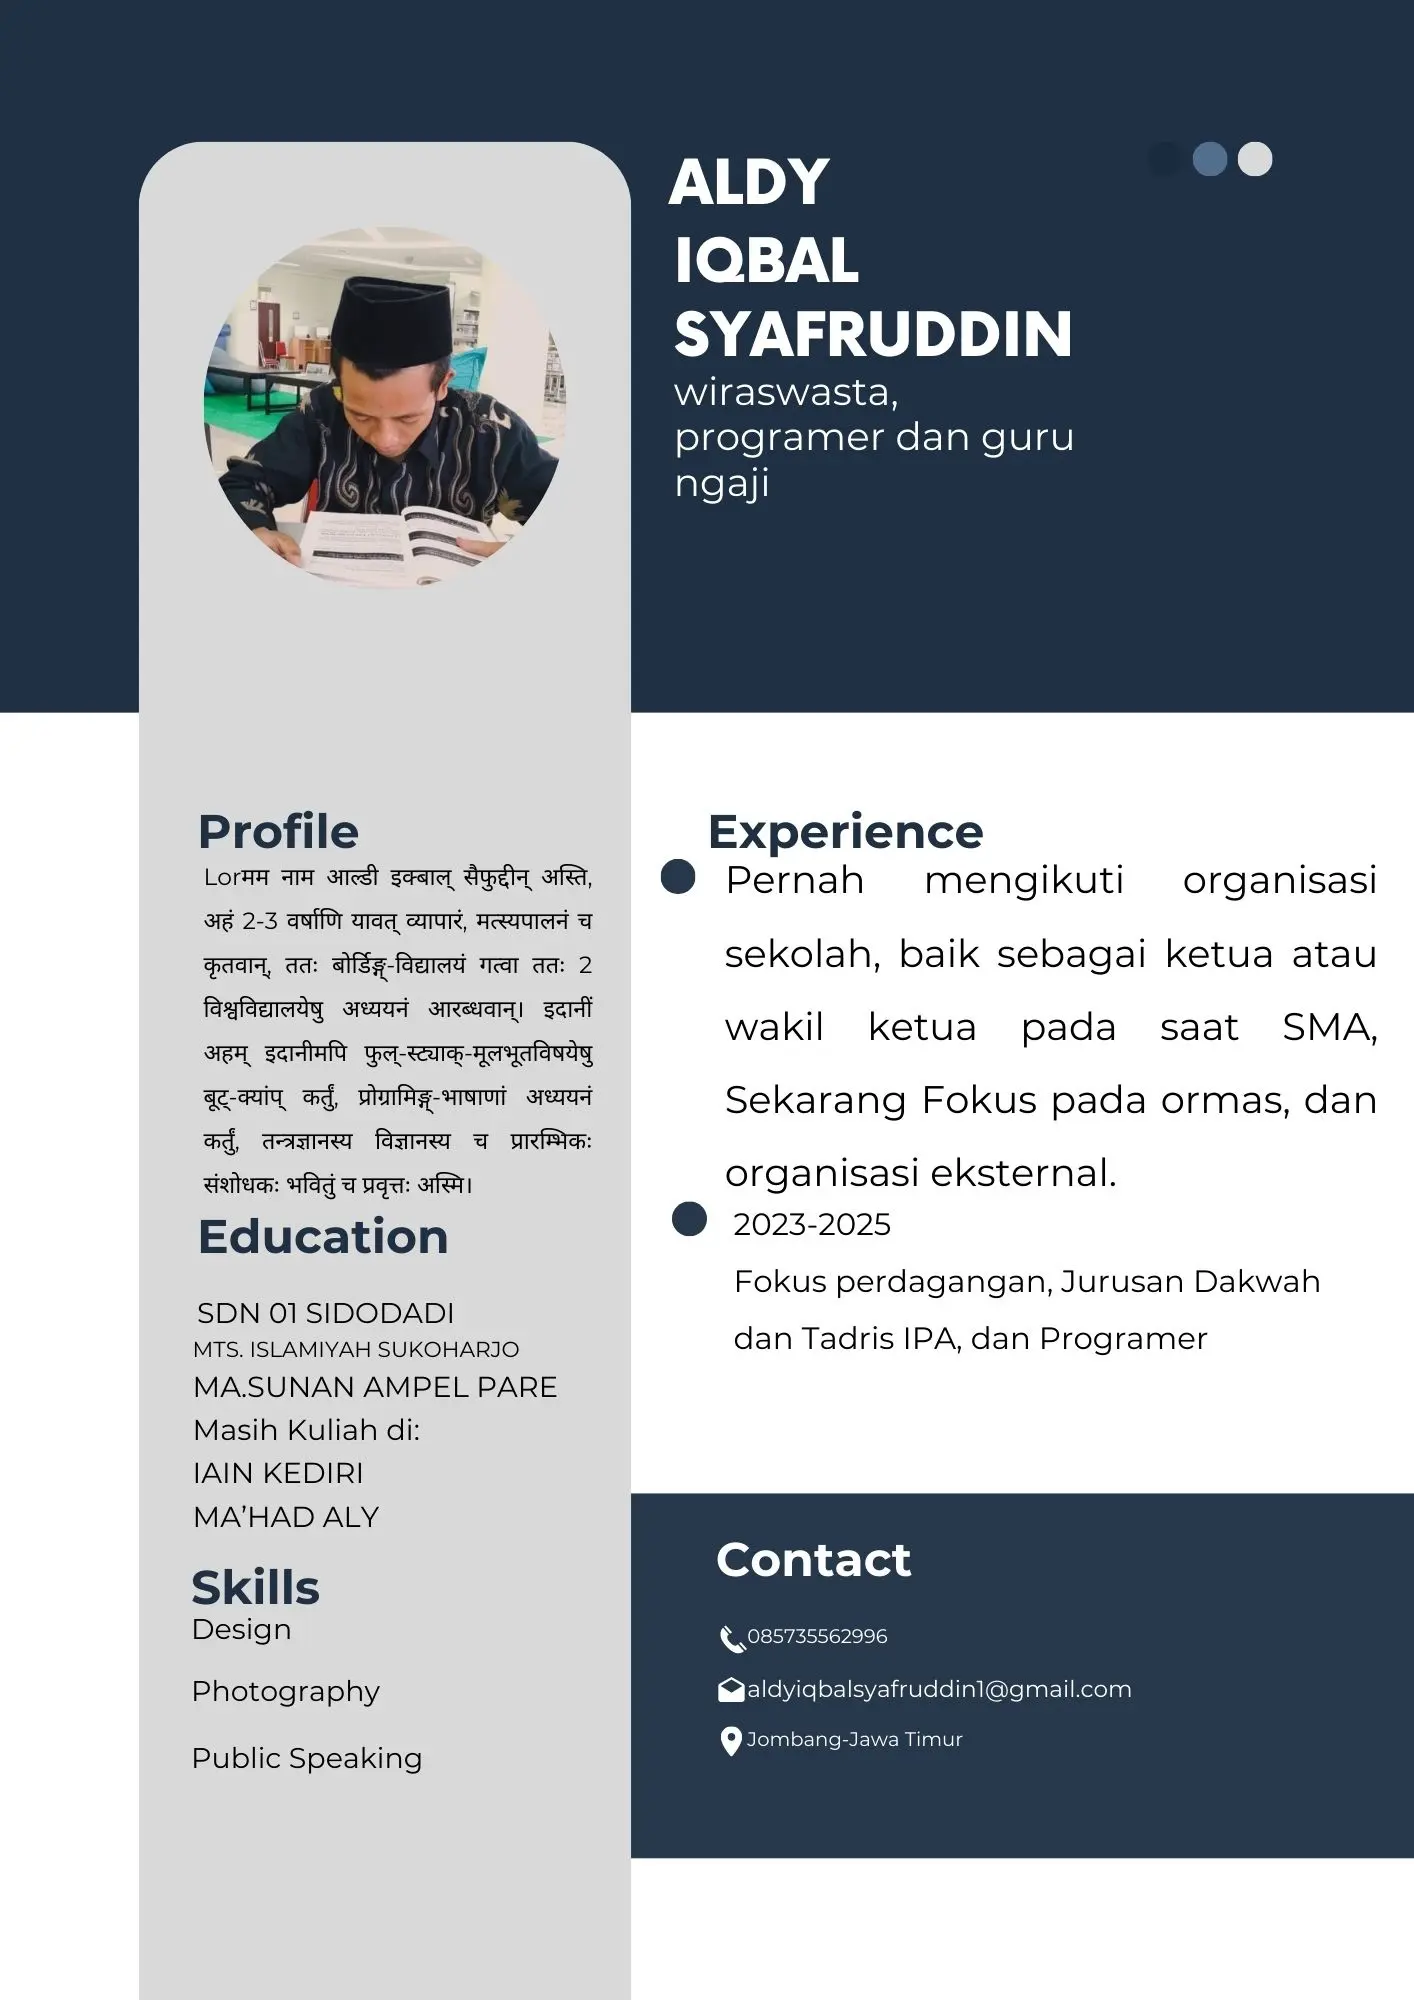 ALDY
IQBAL
SYAFRUDDIN
wiraswasta,
programer dan guru
ngaji
Profile
Lorमम नाम आल्डी इक्बाल् सैफुद्दीन् अस्ति,
अहं 2-3 वर्षाणि यावत् व्यापारं, मत्स्यपालनं च
कृतवान्, ततः बोर्डिङ्ग्-विद्यालयं गत्वा ततः 2
विश्वविद्यालयेषु अध्ययनं आरब्धवान्। इदानीं
अहम् इदानीमपि फुल्-स्ट्याक्-मूलभूतविषयेषु
बूट्-क्यांप् कर्तुं, प्रोग्रामिङ्ग्-भाषाणां अध्ययनं
कर्तुं, तन्त्रज्ञानस्य विज्ञानस्य च प्रारम्भिकः
संशोधकः भवितुं च प्रवृत्तः अस्मि।
Education
SDN 01 SIDODADI
MTS. ISLAMIYAH SUKOHARJO
MA.SUNAN AMPEL PARE
Masih Kuliah di:
IAIN KEDIRI
MA’HAD ALY
Skills
Design
Photography
Public Speaking
Experience
Pernah mengikuti organisasi
sekolah, baik sebagai ketua atau
wakil ketua pada saat SMA,
Sekarang Fokus pada ormas, dan
organisasi eksternal.
2023-2025
Fokus perdagangan, Jurusan Dakwah
dan Tadris IPA, dan Programer
Contact
085735562996
aldyiqbalsyafruddin1@gmail.com
Jombang-Jawa Timur